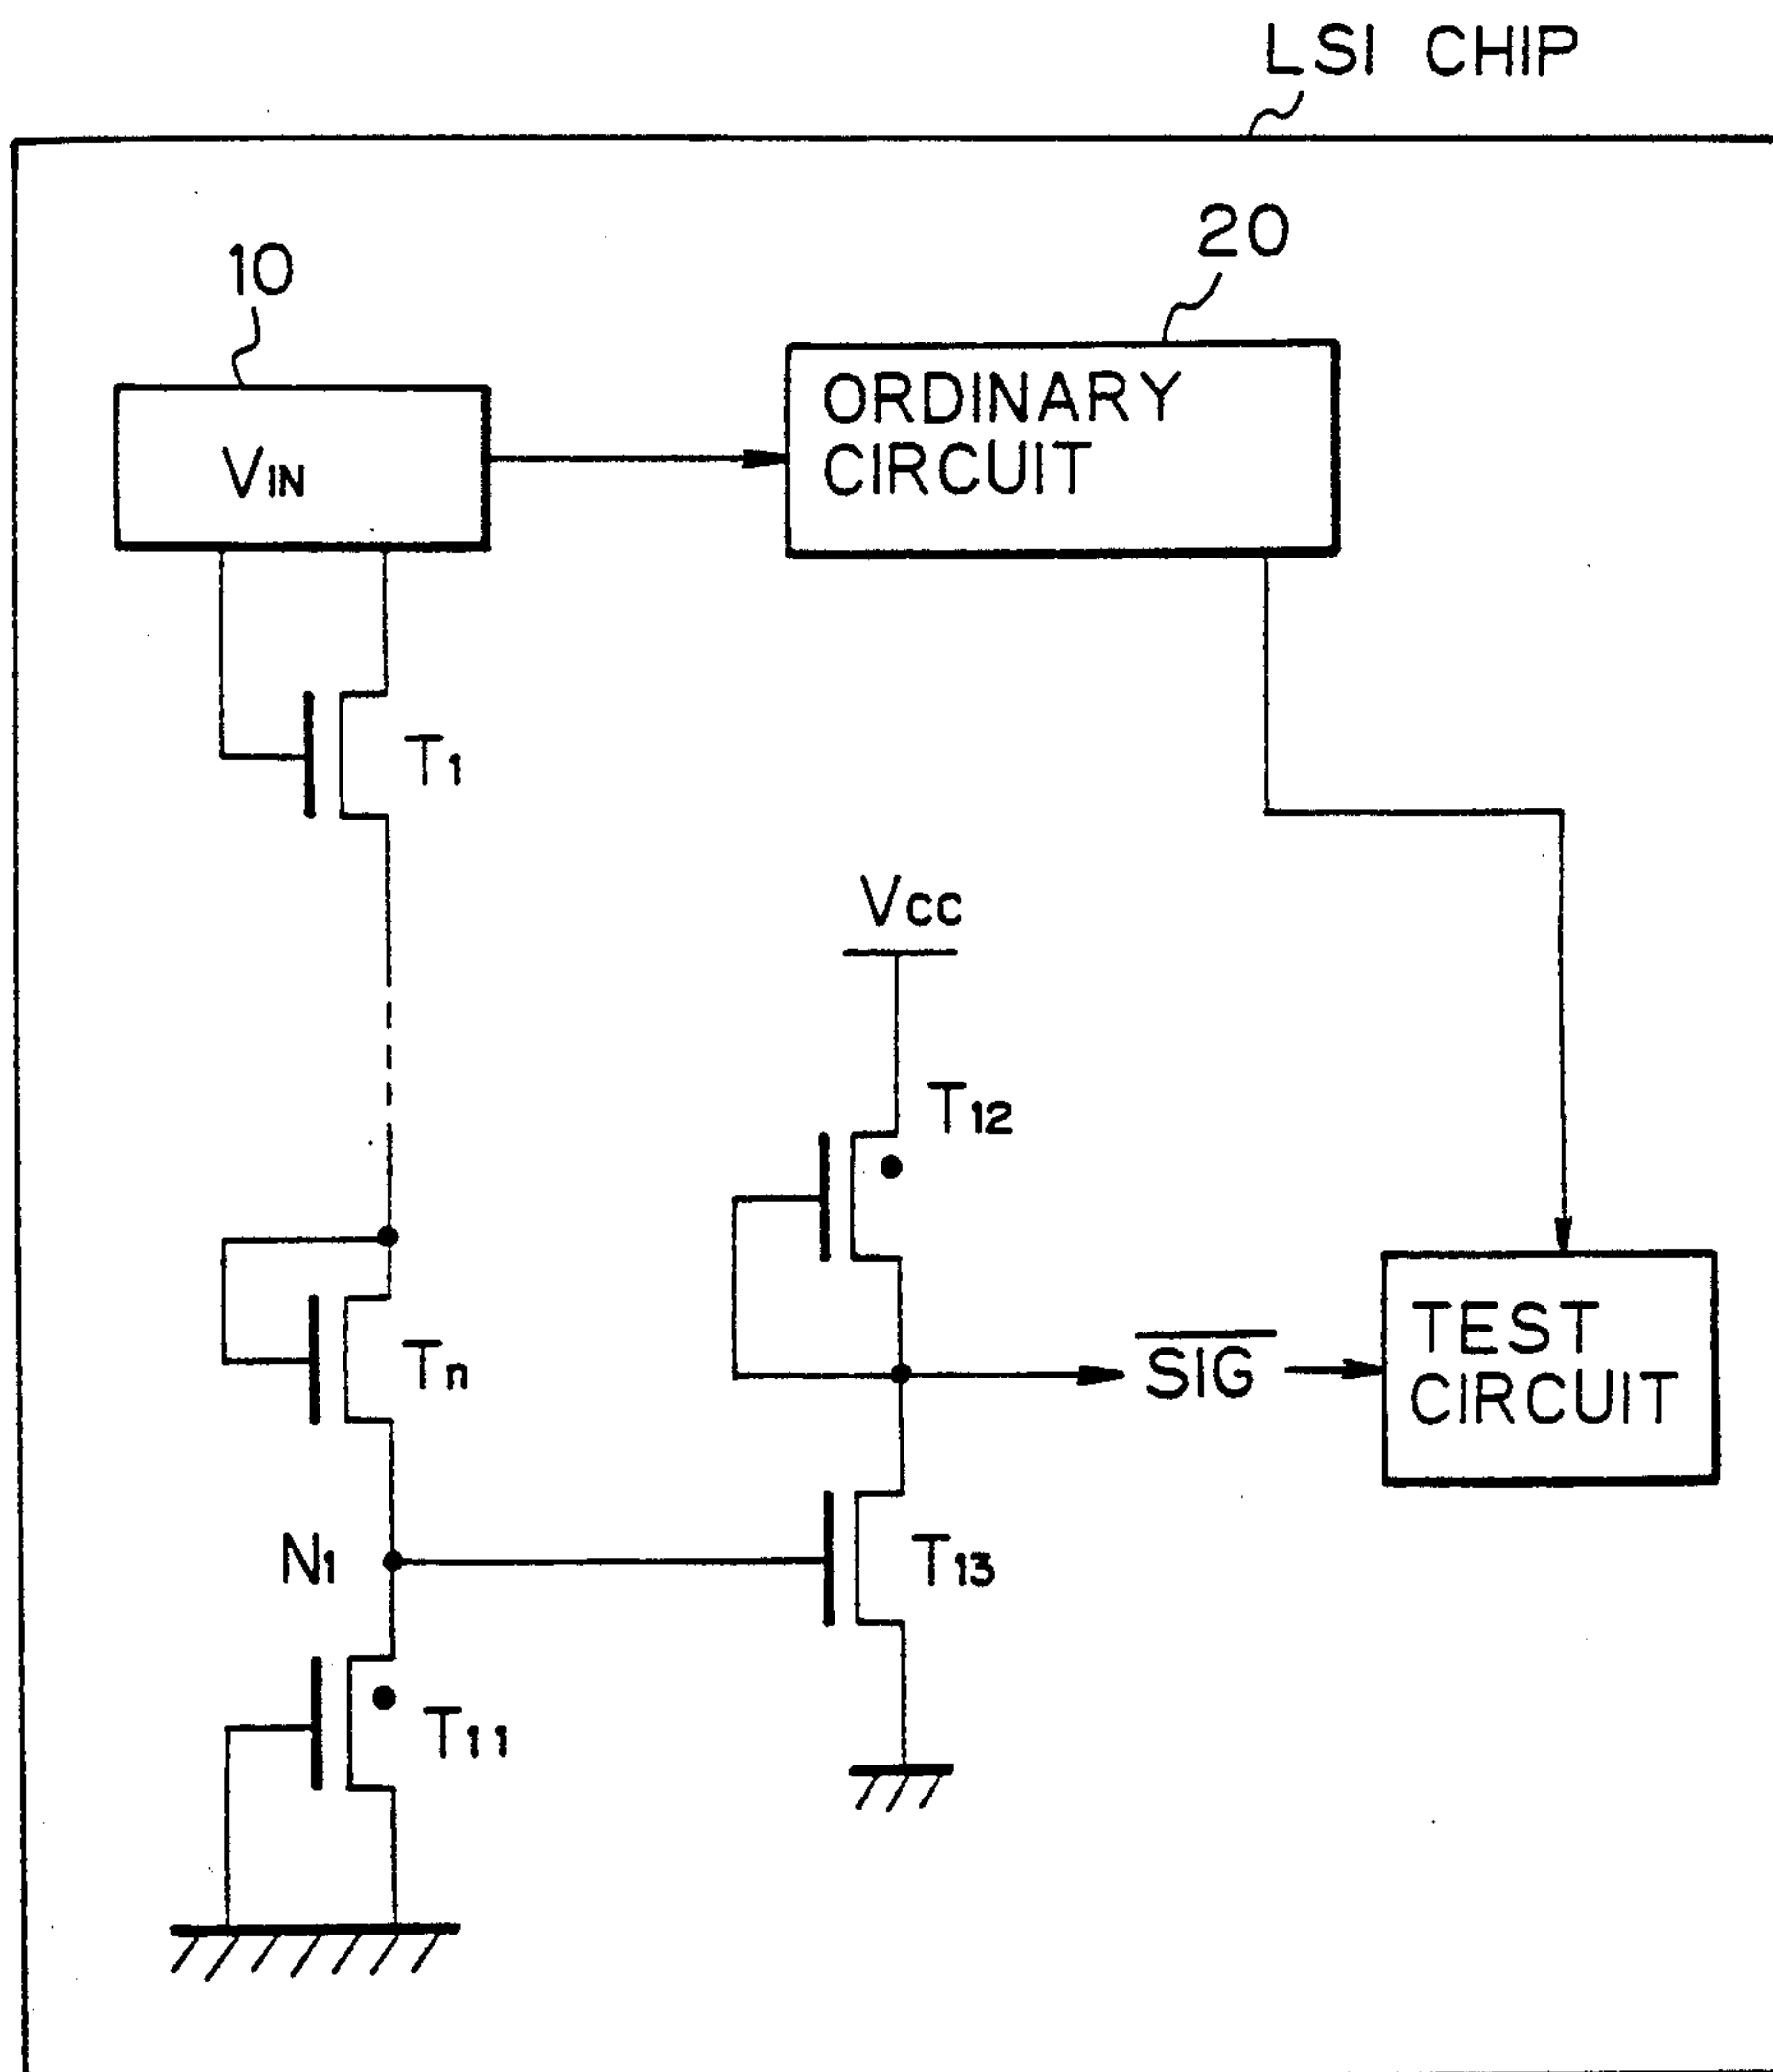 LSI CHIP
10
20
VIN
ORDINARY
CIRCUIT
T1
Vcc
T12
Tn
SIG
TEST
CIRCUIT
N1
T13
T11